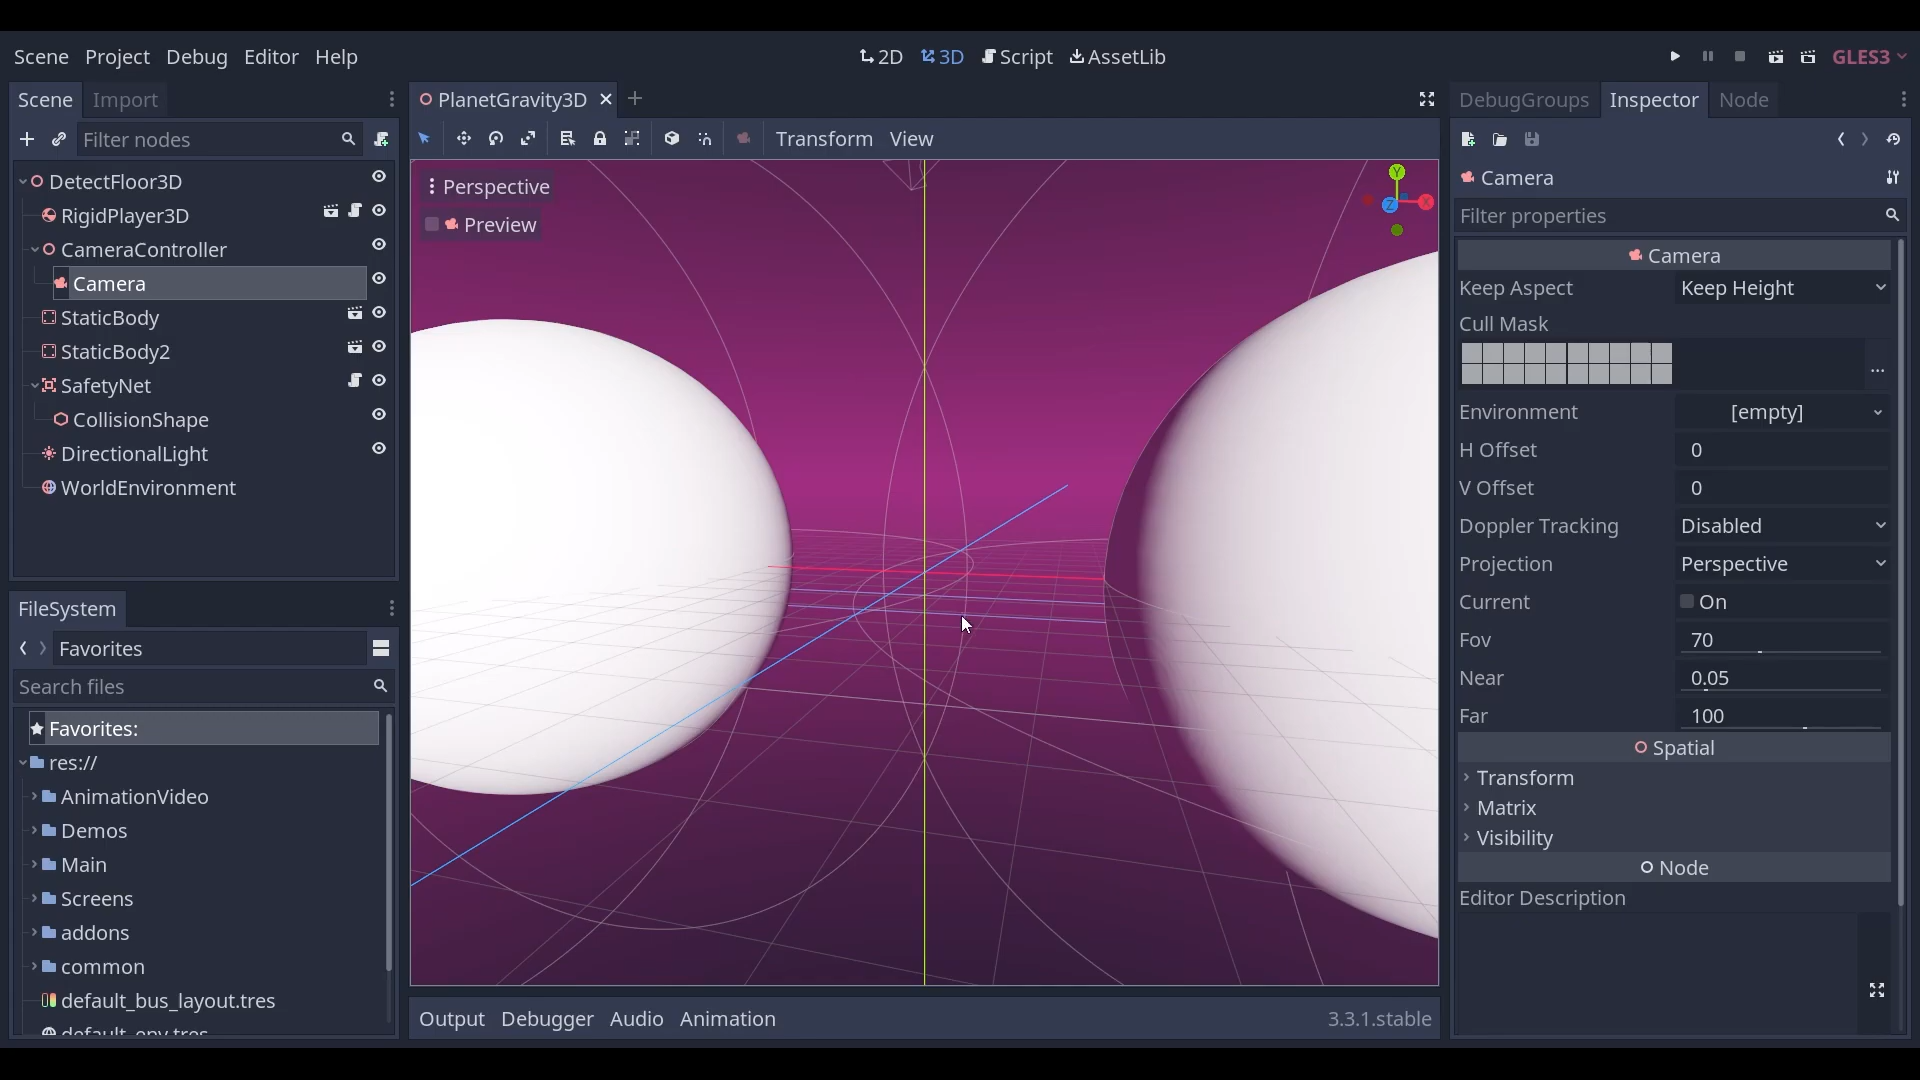 Scene Project Debug Editor Help
2D 3D Script AssetLib
GLES3
Scene Import
Filter nodes
DetectFloor3D
RigidPlayer3D
CameraController
Camera
StaticBody
StaticBody2
SafetyNet
CollisionShape
DirectionalLight
WorldEnvironment
FileSystem
Favorites
Search files
Favorites:
res://
AnimationVideo
Demos
Main
Screens
addons
common
default_bus_layout.tres
default_env.tres
PlanetGravity3D
Transform View
Perspective
Preview
Y
X
Z
Output Debugger Audio Animation
3.3.1.stable
DebugGroups Inspector Node
Camera
Filter properties
Camera
Keep Aspect Keep Height
Cull Mask
...
Environment [empty]
H Offset 0
V Offset 0
Doppler Tracking Disabled
Projection Perspective
Current On
Fov 70
Near 0.05
Far 100
Spatial
Transform
Matrix
Visibility
Node
Editor Description